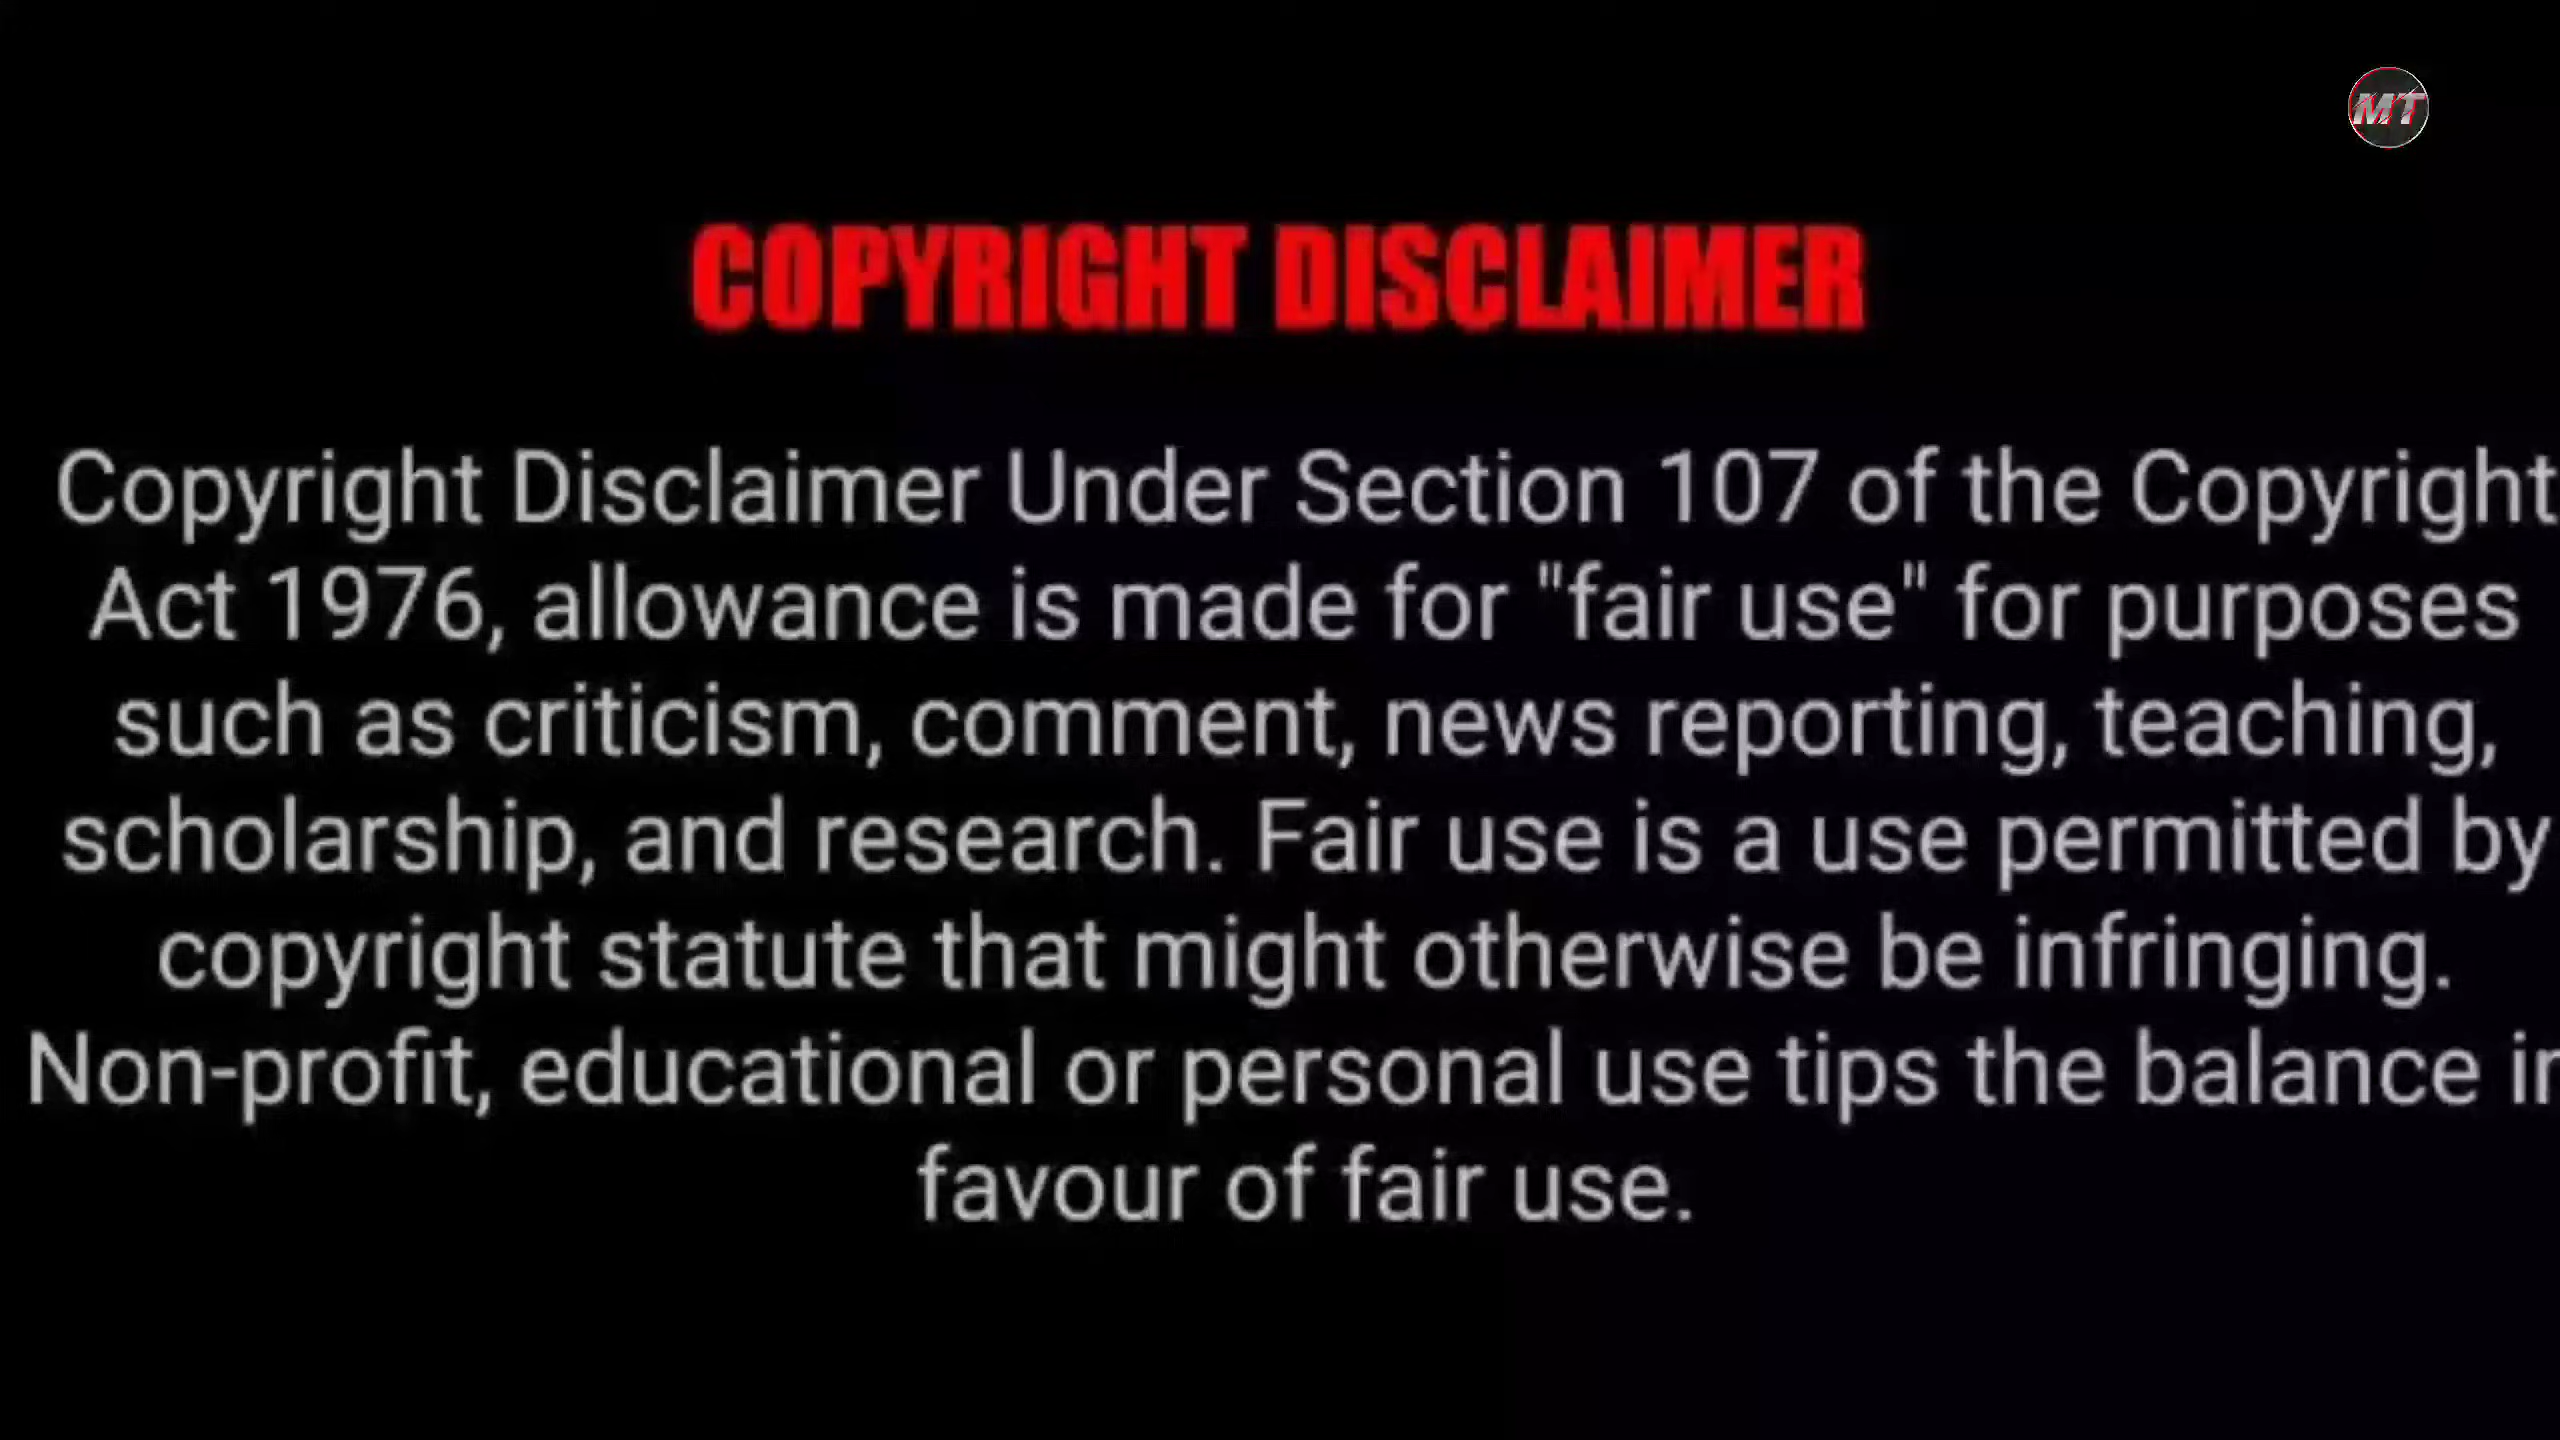 MT
COPYRIGHT DISCLAIMER
Copyright Disclaimer Under Section 107 of the Copyright
Act 1976, allowance is made for "fair use" for purposes
such as criticism, comment, news reporting, teaching,
scholarship, and research. Fair use is a use permitted by
copyright statute that might otherwise be infringing.
Non-profit, educational or personal use tips the balance in
favour of fair use.